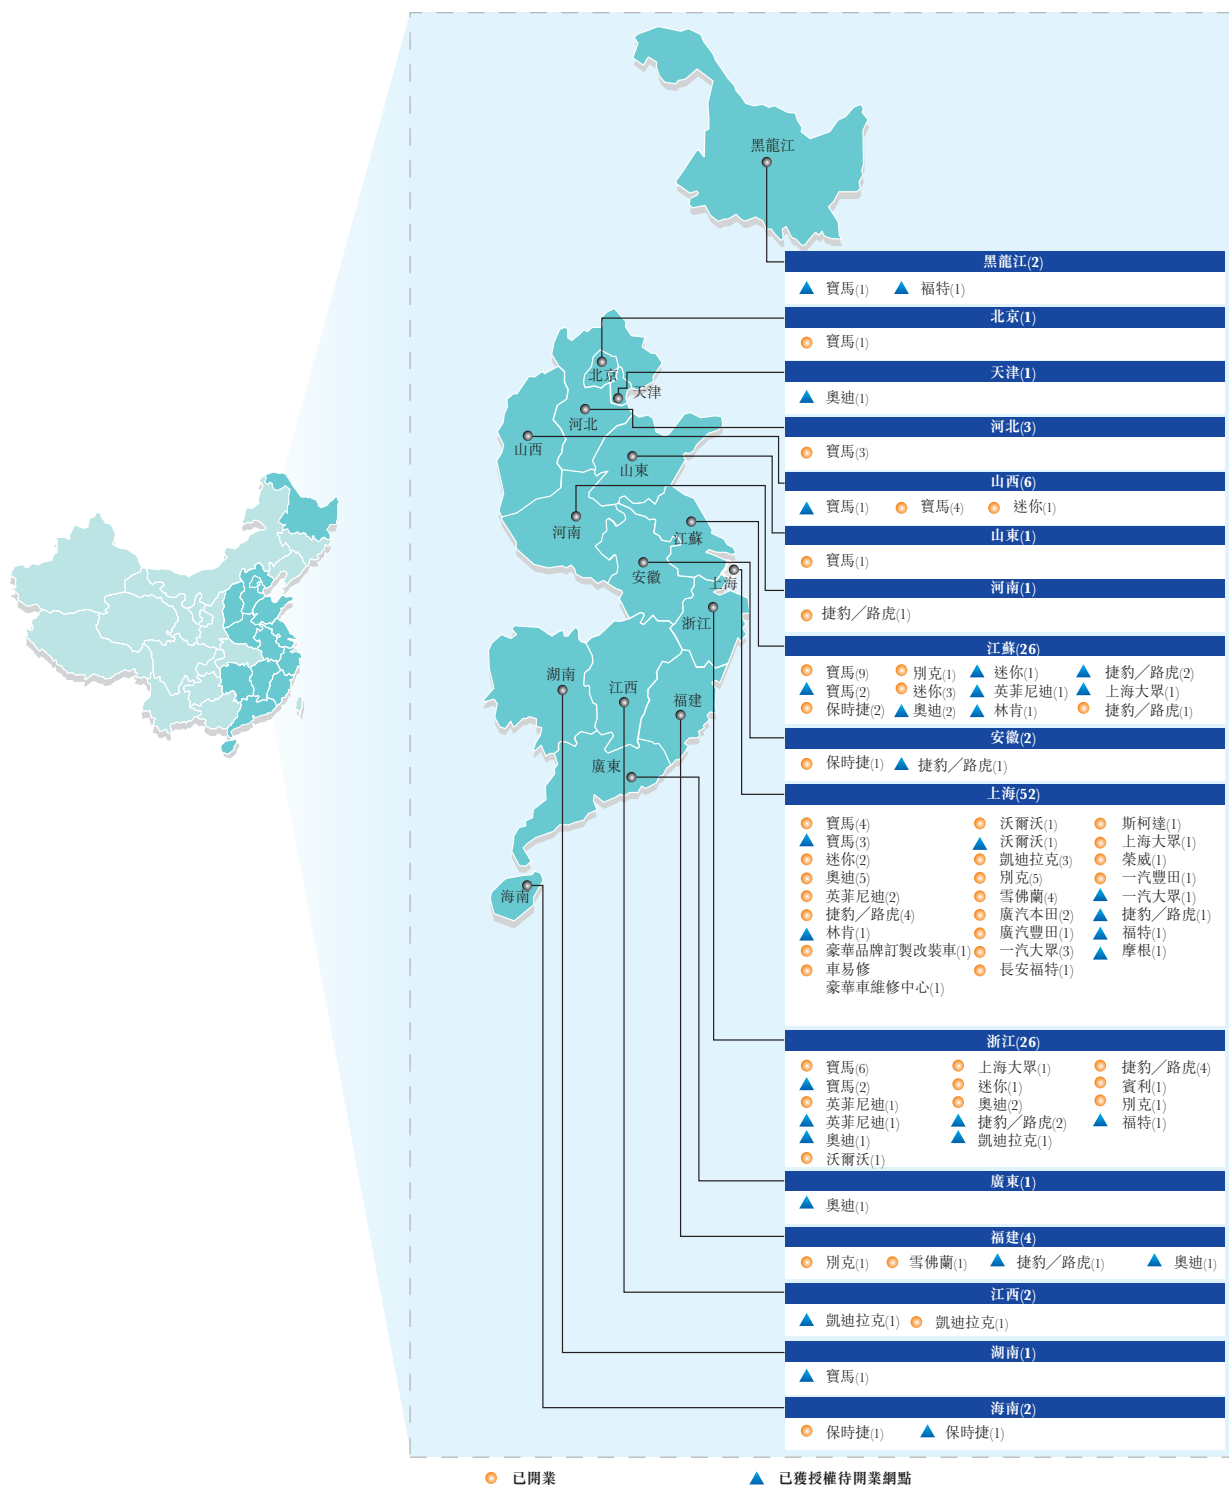 黑龍江
黑龍江(2)
寶馬(1) 福特(1)
北京(1)
寶馬(1)
北京
天津(1)
天津
奧迪(1)
河北
河北(3)
山西
寶馬(3)
山東
山西(6)
寶馬(1) 寶馬(4) 迷你(1)
河南
山東(1)
江蘇
寶馬(1)
安徽
上海
河南(1)
捷豹／路虎(1)
浙江
江蘇(26)
寶馬(9) 別克(1) 迷你(1) 捷豹／路虎(2)
寶馬(2) 迷你(3) 英菲尼迪(1) 上海大眾(1)
保時捷(2) 奧迪(2) 林肯(1) 捷豹／路虎(1)
湖南
江西
福建
安徽(2)
保時捷(1) 捷豹／路虎(1)
廣東
上海(52)
寶馬(4) 沃爾沃(1) 斯柯達(1)
寶馬(3) 沃爾沃(1) 上海大眾(1)
迷你(2) 凱迪拉克(3) 榮威(1)
奧迪(5) 別克(5) 一汽豐田(1)
英菲尼迪(2) 雪佛蘭(4) 一汽大眾(1)
捷豹／路虎(4) 廣汽本田(2) 捷豹／路虎(1)
林肯(1) 廣汽豐田(1) 福特(1)
豪華品牌訂製改裝車(1) 一汽大眾(3) 摩根(1)
車易修 長安福特(1)
豪華車維修中心(1)
海南
浙江(26)
寶馬(6) 上海大眾(1) 捷豹／路虎(4)
寶馬(2) 迷你(1) 賓利(1)
英菲尼迪(1) 奧迪(2) 別克(1)
英菲尼迪(1) 捷豹／路虎(2) 福特(1)
奧迪(1) 凱迪拉克(1)
沃爾沃(1)
廣東(1)
奧迪(1)
福建(4)
別克(1) 雪佛蘭(1) 捷豹／路虎(1) 奧迪(1)
江西(2)
凱迪拉克(1) 凱迪拉克(1)
湖南(1)
寶馬(1)
海南(2)
保時捷(1) 保時捷(1)
已開業 已獲授權待開業網點